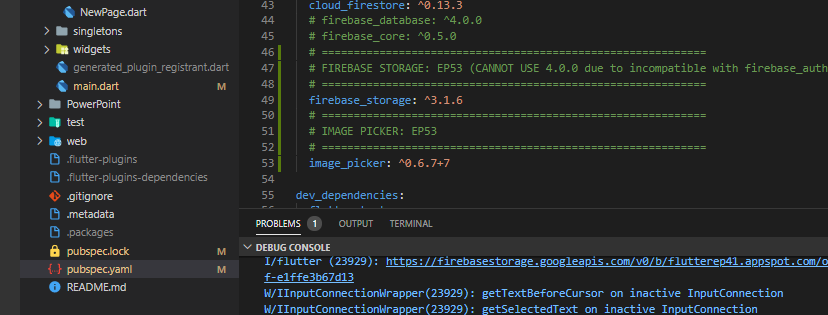 NewPage.dart
singletons
widgets
generated_plugin_registrant.dart
main.dart M
PowerPoint
test
web
.flutter-plugins
.flutter-plugins-dependencies
.gitignore
.metadata
.packages
pubspec.lock M
pubspec.yaml M
README.md
43 cloud_firestore: ^0.13.3
44 # firebase_database: ^4.0.0
45 # firebase_core: ^0.5.0
46 # =======================================================
47 # FIREBASE STORAGE: EP53 (CANNOT USE 4.0.0 due to incompatible with firebase_auth
48 # =======================================================
49 firebase_storage: ^3.1.6
50 # =======================================================
51 # IMAGE PICKER: EP53
52 # =======================================================
53 image_picker: ^0.6.7+7
54
55 dev_dependencies:
PROBLEMS 1 OUTPUT TERMINAL
DEBUG CONSOLE
I/flutter (23929): https://firebasestorage.googleapis.com/v0/b/flutterep41.appspot.com/o
f-e1ffe3b67d13
W/IInputConnectionWrapper(23929): getTextBeforeCursor on inactive InputConnection
W/IInputConnectionWrapper(23929): getSelectedText on inactive InputConnection